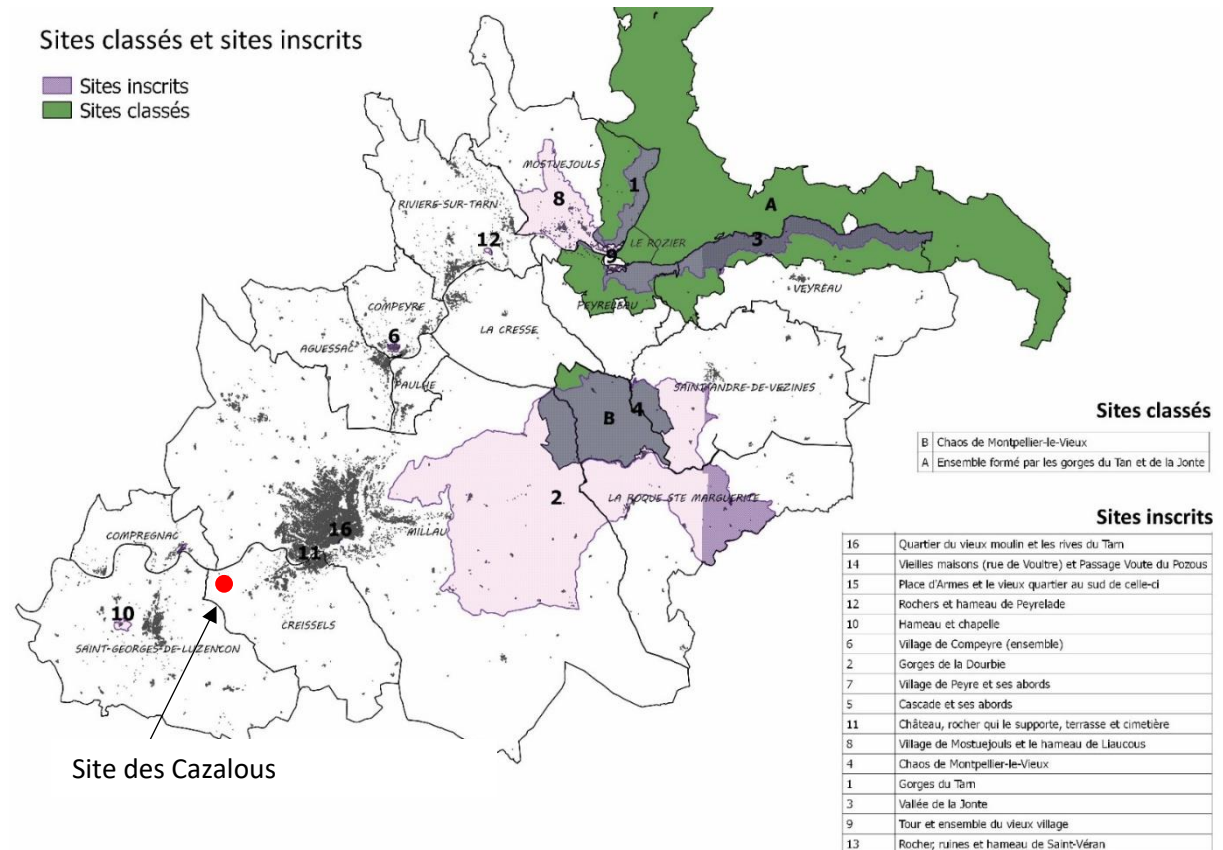 Sites classés et sites inscrits
Sites inscrits
Sites classés
MOSTUEJOULS
1
8
RIVIERE-SUR-TARN
A
12
3
LE ROZIER
9
VEYREAU
PEYRELEAU
COMPEYRE
LA CRESSE
6
AGUESSAC
PAULHE
SAINT-ANDRE-DE-VEZINES
4
B
2
LA ROQUE STE MARGUERITE
16
MILLAU
COMPREGNAC
11
10
CREISSELS
SAINT-GEORGES-DE-LUZENCON
Site des Cazalous
Sites classés
B Chaos de Montpellier-le-Vieux
A Ensemble formé par les gorges du Tan et de la Jonte
Sites inscrits
16 Quartier du vieux moulin et les rives du Tarn
14 Vieilles maisons (rue de Voultre) et Passage Voute du Pozous
15 Place d'Armes et le vieux quartier au sud de celle-ci
12 Rochers et hameau de Peyrelade
10 Hameau et chapelle
6 Village de Compeyre (ensemble)
2 Gorges de la Dourbie
7 Village de Peyre et ses abords
5 Cascade et ses abords
11 Château, rocher qui le supporte, terrasse et cimetière
8 Village de Mostuejouls et le hameau de Liaucous
4 Chaos de Montpellier-le-Vieux
1 Gorges du Tarn
3 Vallée de la Jonte
9 Tour et ensemble du vieux village
13 Rocher, ruines et hameau de Saint-Véran